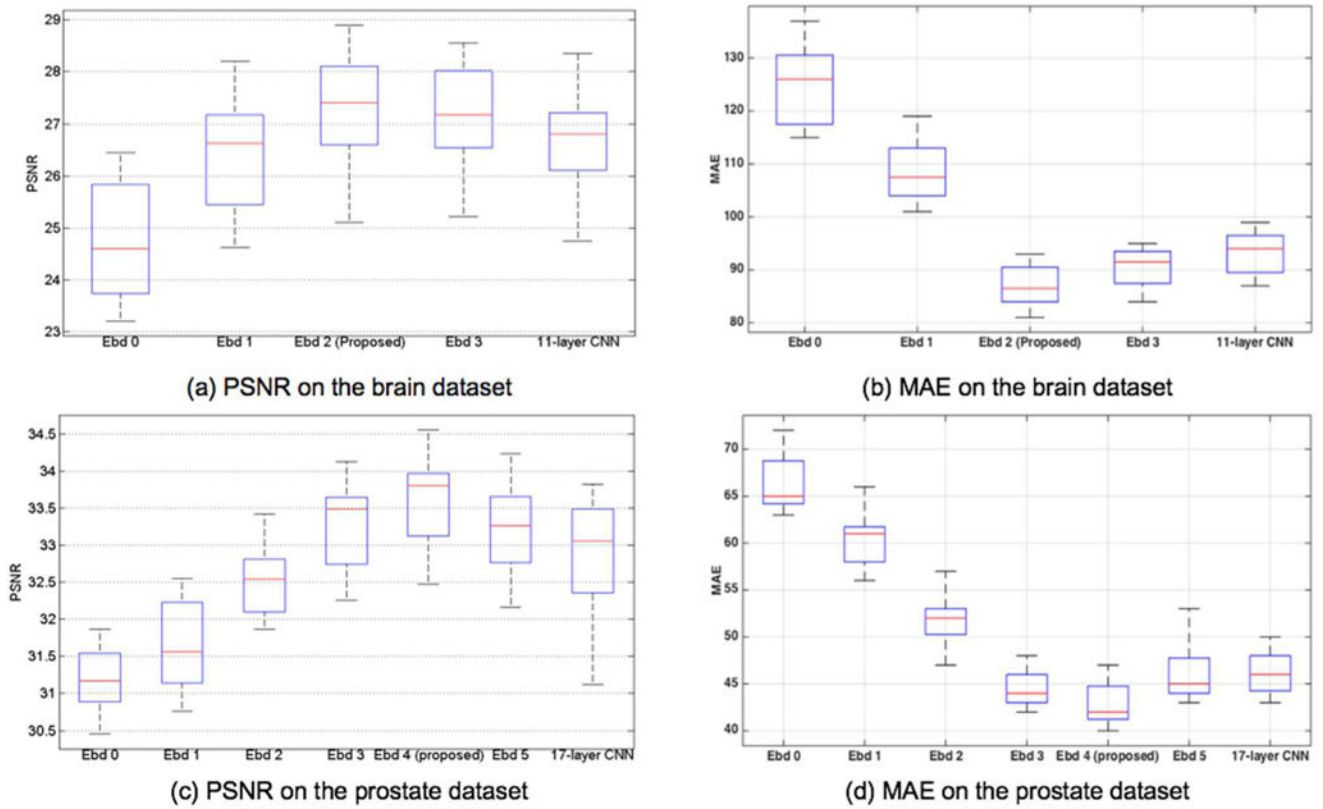 29
28
27
26
25
24
23
PSNR
Ebd 0 Ebd 1 Ebd 2 (Proposed) Ebd 3 11-layer CNN
(a) PSNR on the brain dataset
130
120
110
100
90
80
MAE
Ebd 0 Ebd 1 Ebd 2 (Proposed) Ebd 3 11-layer CNN
(b) MAE on the brain dataset
34.5
34
33.5
33
32.5
32
31.5
31
30.5
PSNR
Ebd 0 Ebd 1 Ebd 2 Ebd 3 Ebd 4 (proposed) Ebd 5 17-layer CNN
(c) PSNR on the prostate dataset
70
65
60
55
50
45
40
MAE
Ebd 0 Ebd 1 Ebd 2 Ebd 3 Ebd 4 (proposed) Ebd 5 17-layer CNN
(d) MAE on the prostate dataset